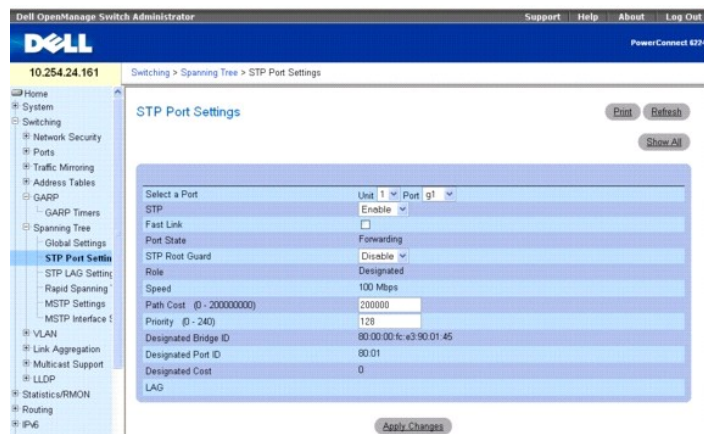 Dell OpenManage Switch Administrator
Support Help About Log Out
DELL
PowerConnect 622
10.254.24.161
Switching > Spanning Tree > STP Port Settings
Home
System
Switching
Network Security
Ports
Traffic Mirroring
Address Tables
GARP
GARP Timers
Spanning Tree
Global Settings
STP Port Settin
STP LAG Setting
Rapid Spanning
MSTP Settings
MSTP Interface S
VLAN
Link Aggregation
Multicast Support
LLDP
Statistics/RMON
Routing
IPv6
STP Port Settings
Print Refresh
Show All
Select a Port Unit 1 Port g1
STP Enable
Fast Link
Port State Forwarding
STP Root Guard Disable
Role Designated
Speed 100 Mbps
Path Cost (0 - 200000000) 200000
Priority (0 - 240) 128
Designated Bridge ID 80:00:00:fc:e3:90:01:45
Designated Port ID 80:01
Designated Cost 0
LAG
Apply Changes